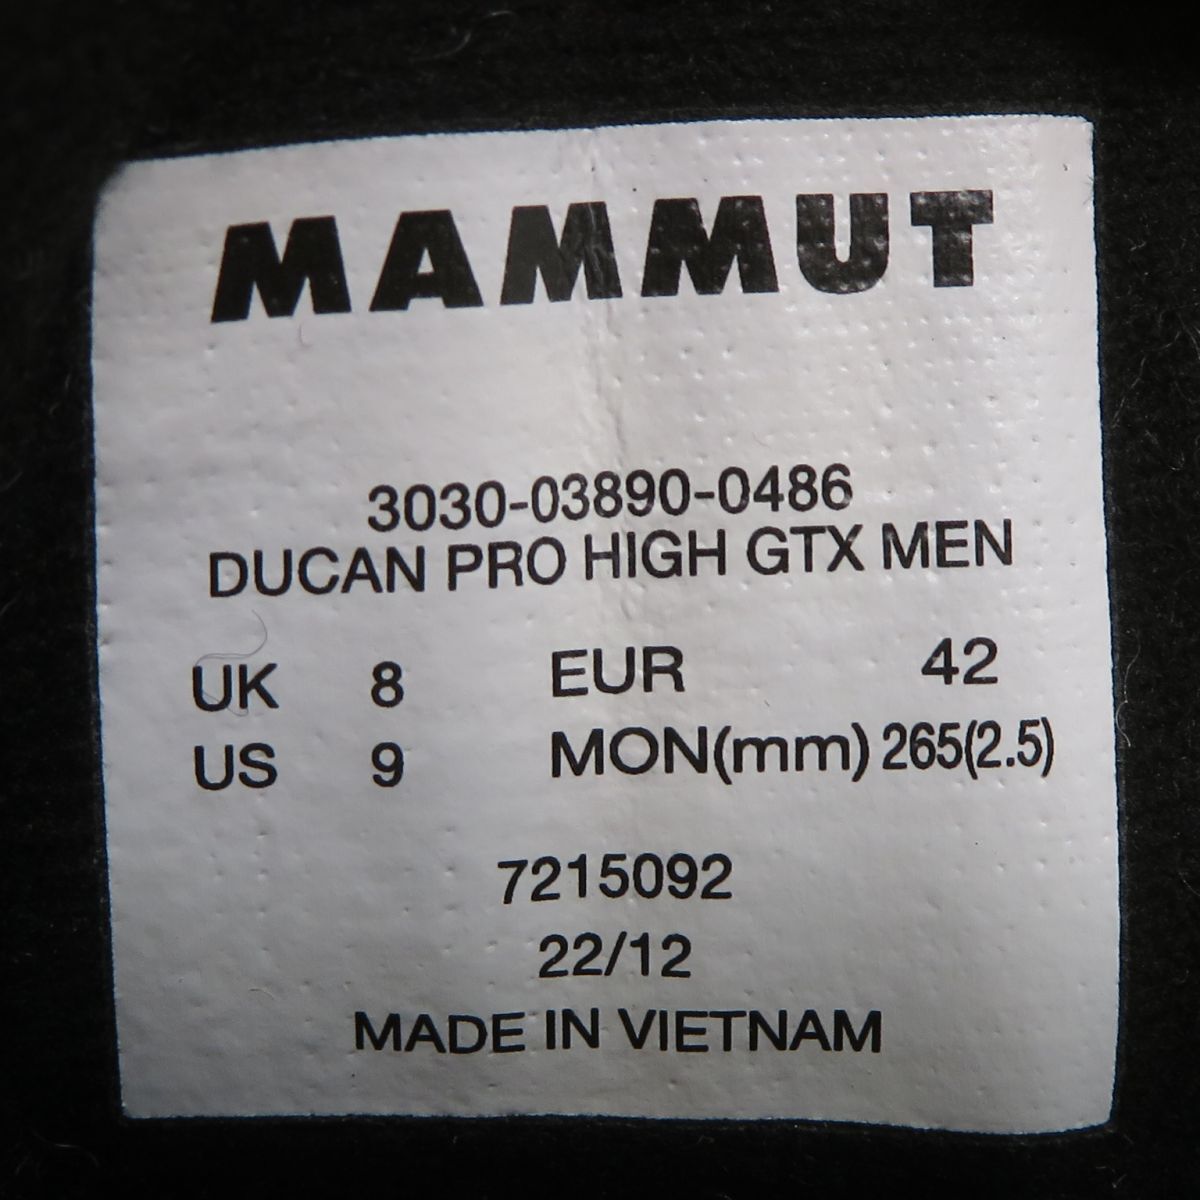 MAMMUT
3030-03890-0486
DUCAN PRO HIGH GTX MEN
UK 8 EUR 42
US 9 MON(mm) 265(2.5)
7215092
22/12
MADE IN VIETNAM